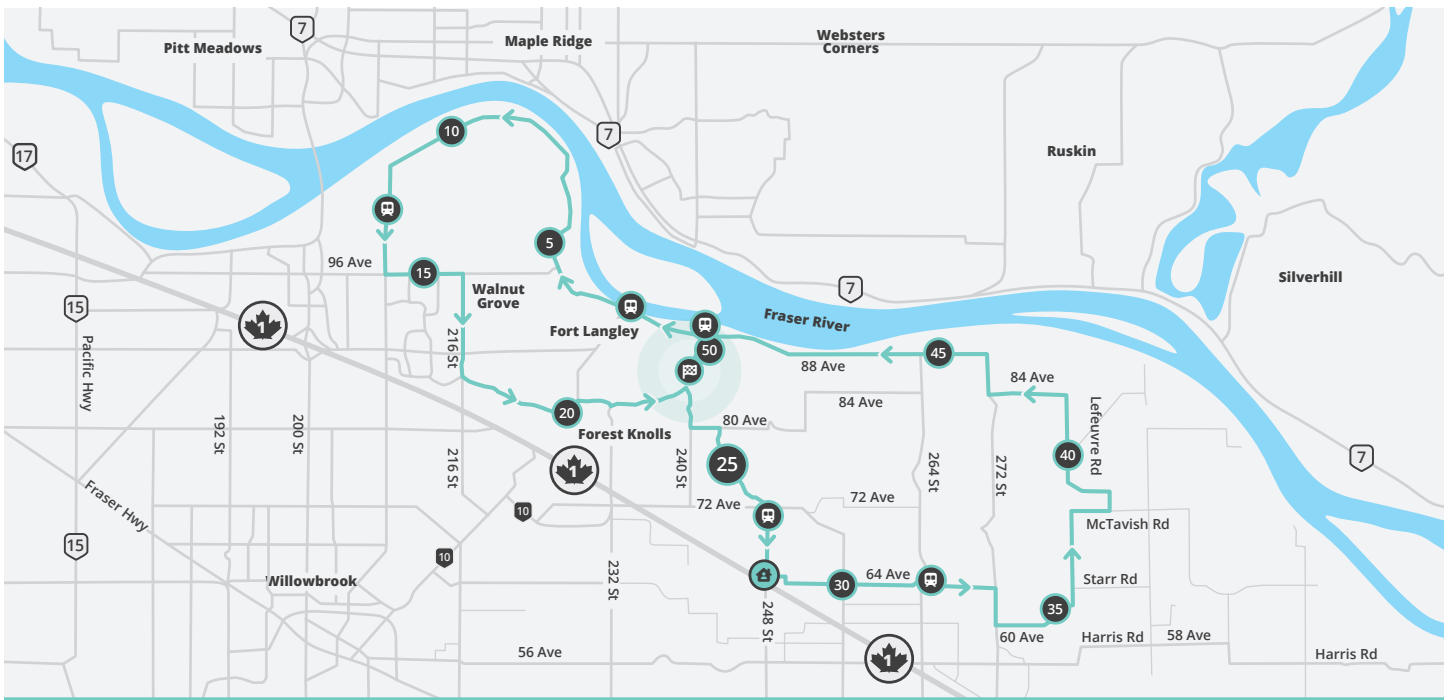 7
Pitt Meadows
Maple Ridge
Websters
Corners
10
7
17
Ruskin
5
96 Ave
15
Walnut
Grove
Silverhill
7
15
1
Fort Langley
Fraser River
216 St
50
45
88 Ave
Pacific Hwy
84 Ave
84 Ave
Lefeuvre Rd
20
80 Ave
Forest Knolls
192 St
200 St
216 St
1
240 St
25
264 St
272 St
40
7
72 Ave
72 Ave
Fraser Hwy
10
McTavish Rd
15
10
Willowbrook
232 St
248 St
30
64 Ave
Starr Rd
35
60 Ave
Harris Rd
58 Ave
56 Ave
1
Harris Rd